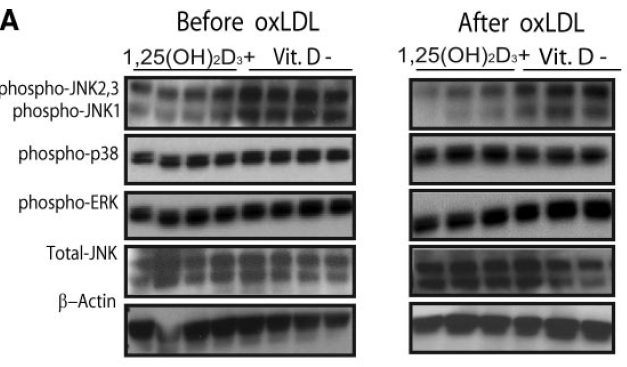 A
Before oxLDL
After oxLDL
1,25(OH)₂D₃+ Vit. D -
1,25(OH)₂D₃+ Vit. D -
phospho-JNK2,3
phospho-JNK1
phospho-p38
phospho-ERK
Total-JNK
β–Actin